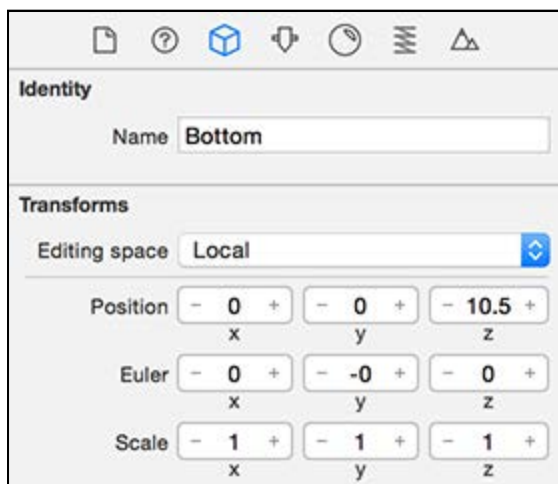 ?
Identity
Name Bottom
Transforms
Editing space Local
Position - 0 + - 0 + - 10.5 +
x y z
Euler - 0 + - -0 + - 0 +
x y z
Scale - 1 + - 1 + - 1 +
x y z